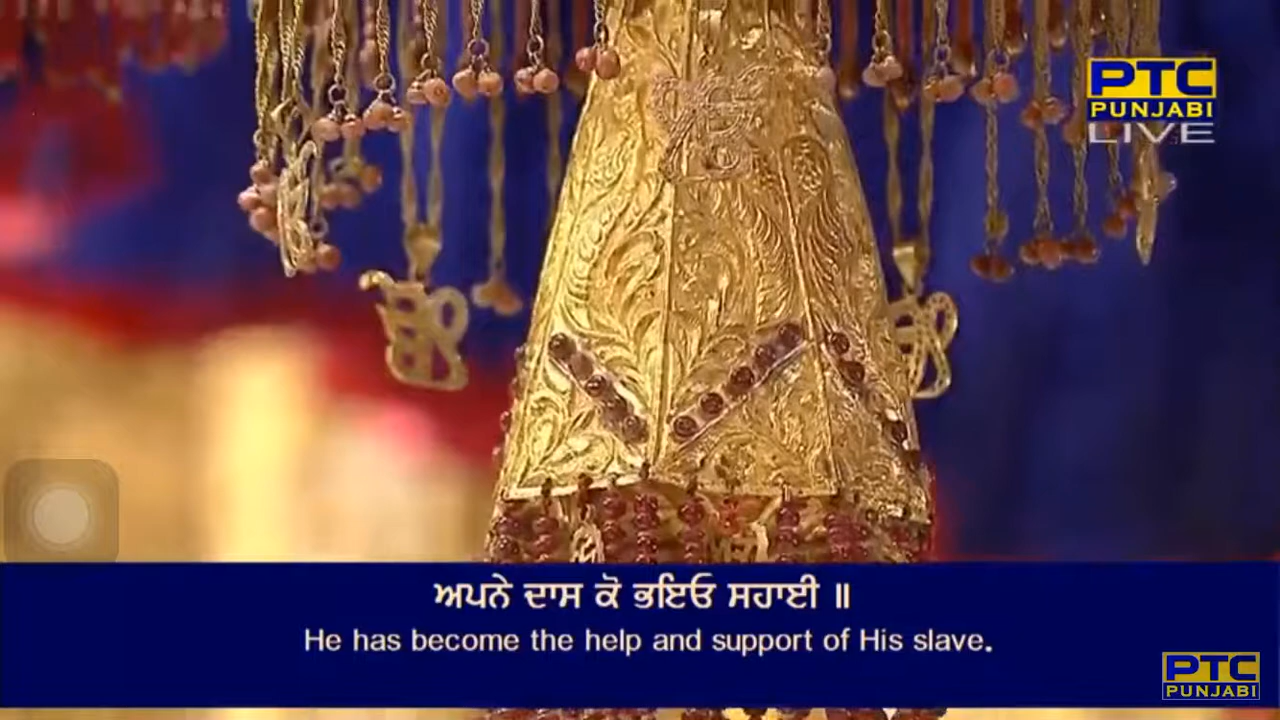 PTC
PUNJABI
LIVE
ਅਪਨੇ ਦਾਸ ਕੋ ਭਇਓ ਸਹਾਈ ॥
He has become the help and support of His slave.
PTC
PUNJABI